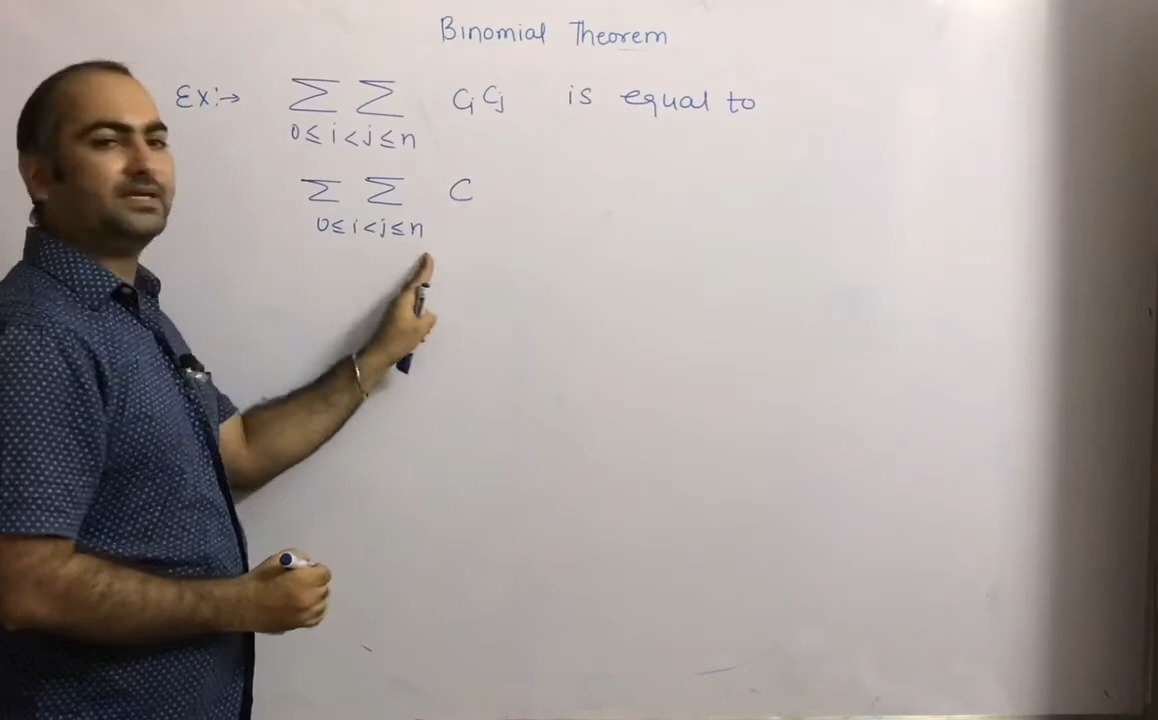 Binomial Theorem
Ex:→ ∑ ∑ Ci Cj is equal to
0≤i<j≤n
∑ ∑ C
0≤i<j≤n